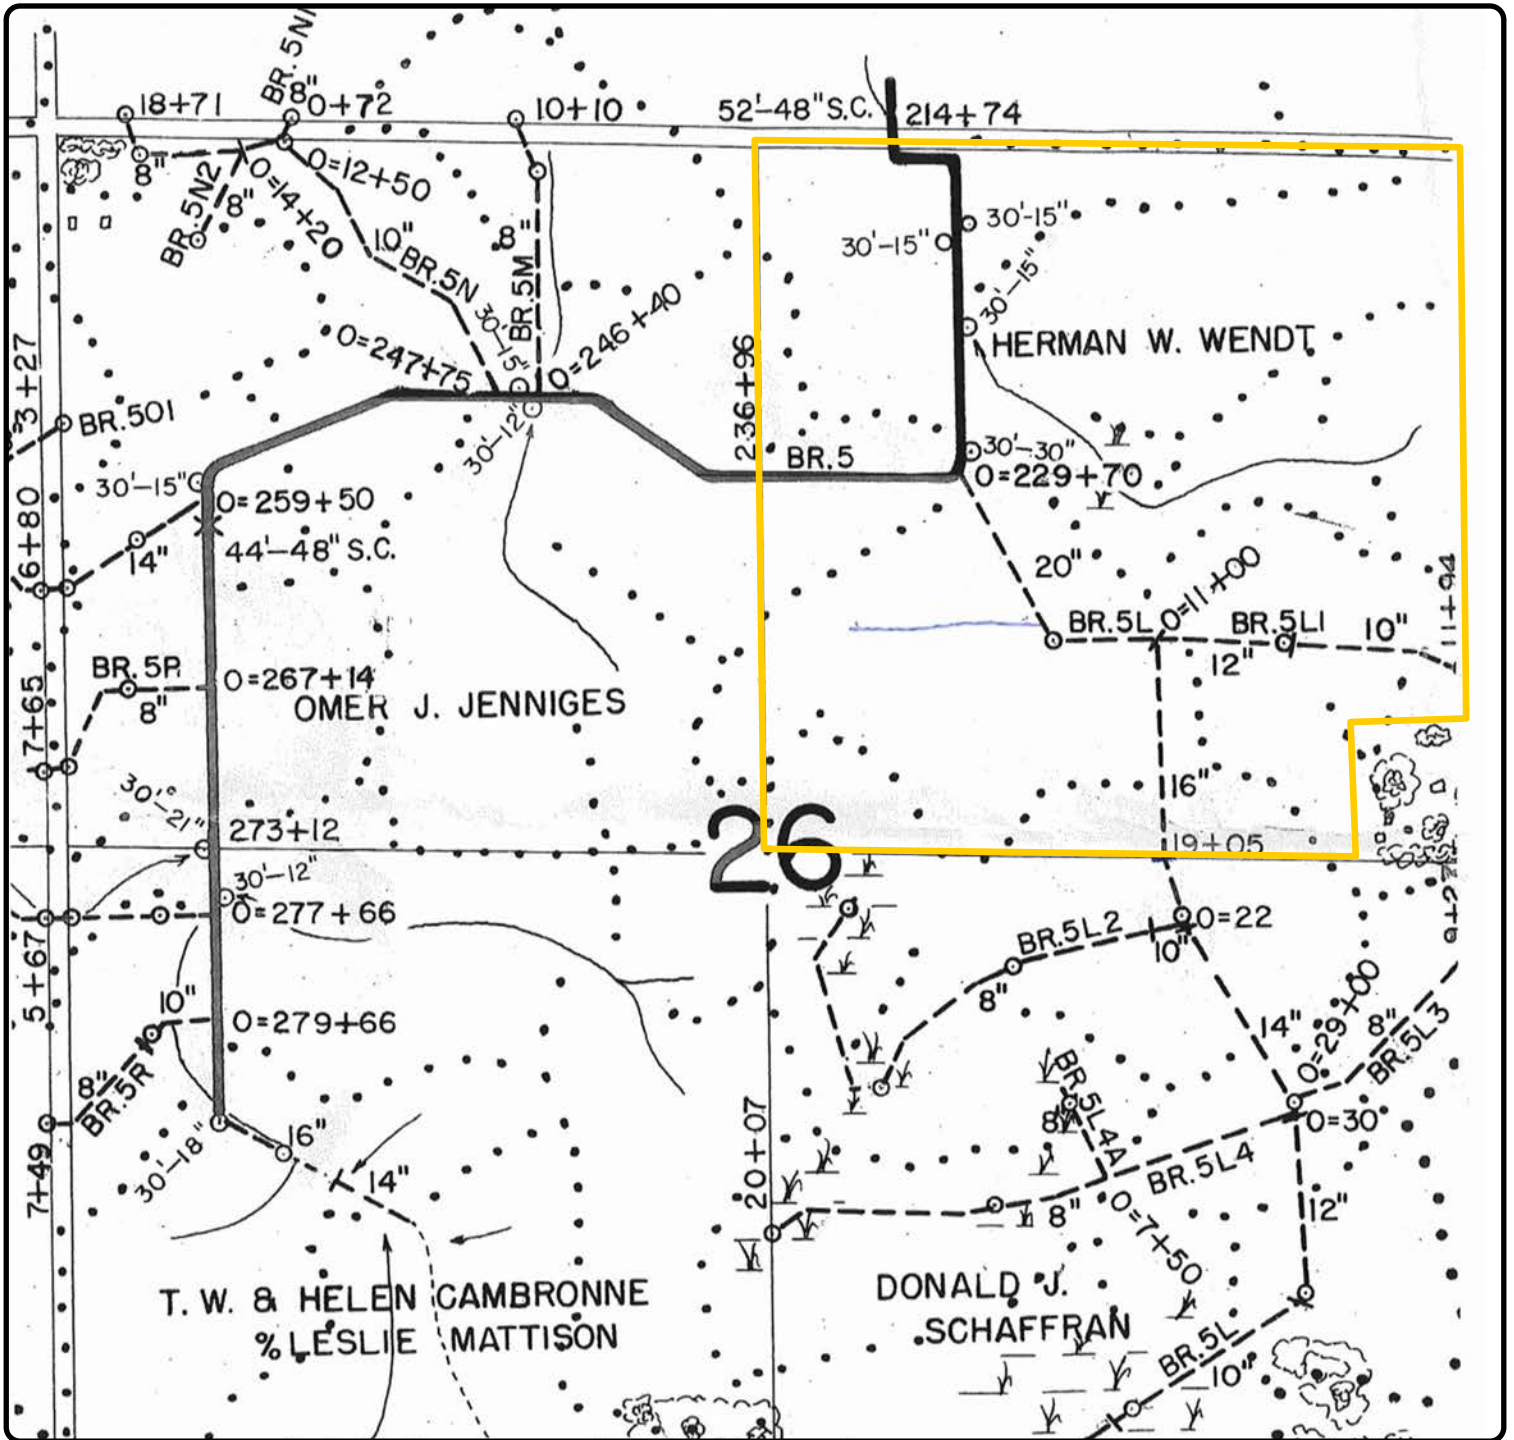 BR.5N1
8"
18+71
0+72
10+10
52'-48" S.C.
214+74
8"
BR.5N2
8"
0=14+20
0=12+50
10"
BR.5N
8"
BR.5M
30'-15"
30'-15"
30'-15"
30'-15"
HERMAN W. WENDT
0=247+75
0=246+40
236+96
3+27
BR.501
30'-12"
BR.5
30'-30"
0=229+70
30'-15"
0=259+50
44'-48" S.C.
6+80
14"
20"
0=11+00
BR.5L
BR.5L1
10"
12"
11+94
BR.5P
8"
0=267+14
OMER J. JENNIGES
7+65
16"
30'-21"
273+12
26
19+05
30'-12"
0=277+66
5+67
BR.5L2
10"
0=22
8"
10"
0=279+66
14"
0=29+00
8"
BR.5L3
8"
BR.5R
BR.5L4A
8"
0=30
20+07
30'-18"
16"
14"
7+49
BR.5L4
8"
0=7+50
12"
T. W. & HELEN CAMBRONNE
% LESLIE MATTISON
DONALD J.
SCHAFFRAN
BR.5L
10"